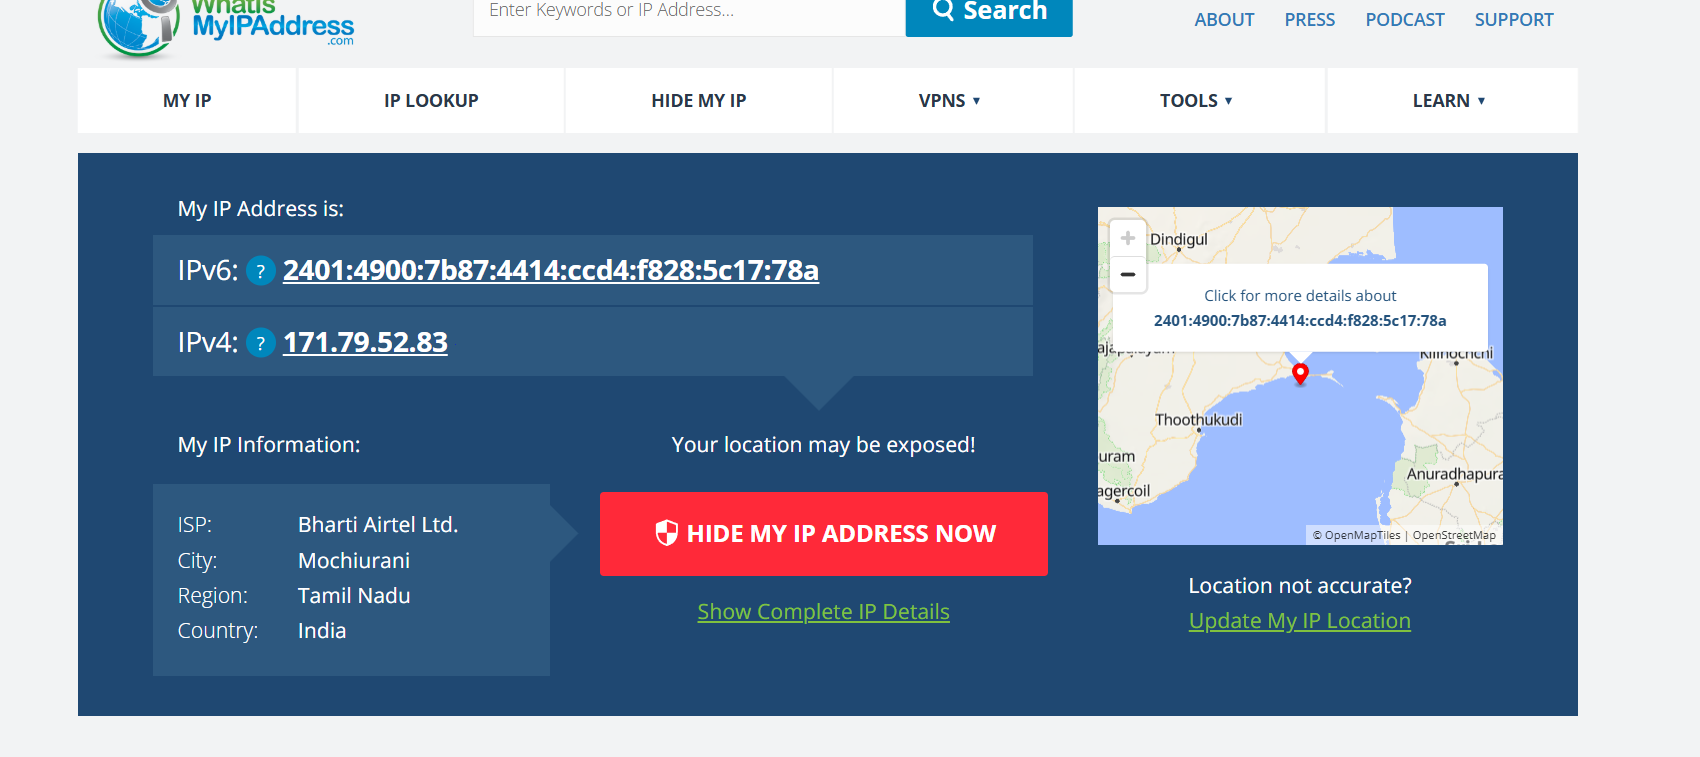 WhatIs
MyIPAddress
.com
Enter Keywords or IP Address...
Search
ABOUT
PRESS
PODCAST
SUPPORT
MY IP
IP LOOKUP
HIDE MY IP
VPNS ▾
TOOLS ▾
LEARN ▾
My IP Address is:
IPv6: ? 2401:4900:7b87:4414:ccd4:f828:5c17:78a
IPv4: ? 171.79.52.83
My IP Information:
ISP: Bharti Airtel Ltd.
City: Mochiurani
Region: Tamil Nadu
Country: India
Your location may be exposed!
HIDE MY IP ADDRESS NOW
Show Complete IP Details
+
−
Dindigul
Click for more details about
2401:4900:7b87:4414:ccd4:f828:5c17:78a
Kilinochchi
Thoothukudi
uram
agercoil
Anuradhapura
© OpenMapTiles | OpenStreetMap
Location not accurate?
Update My IP Location